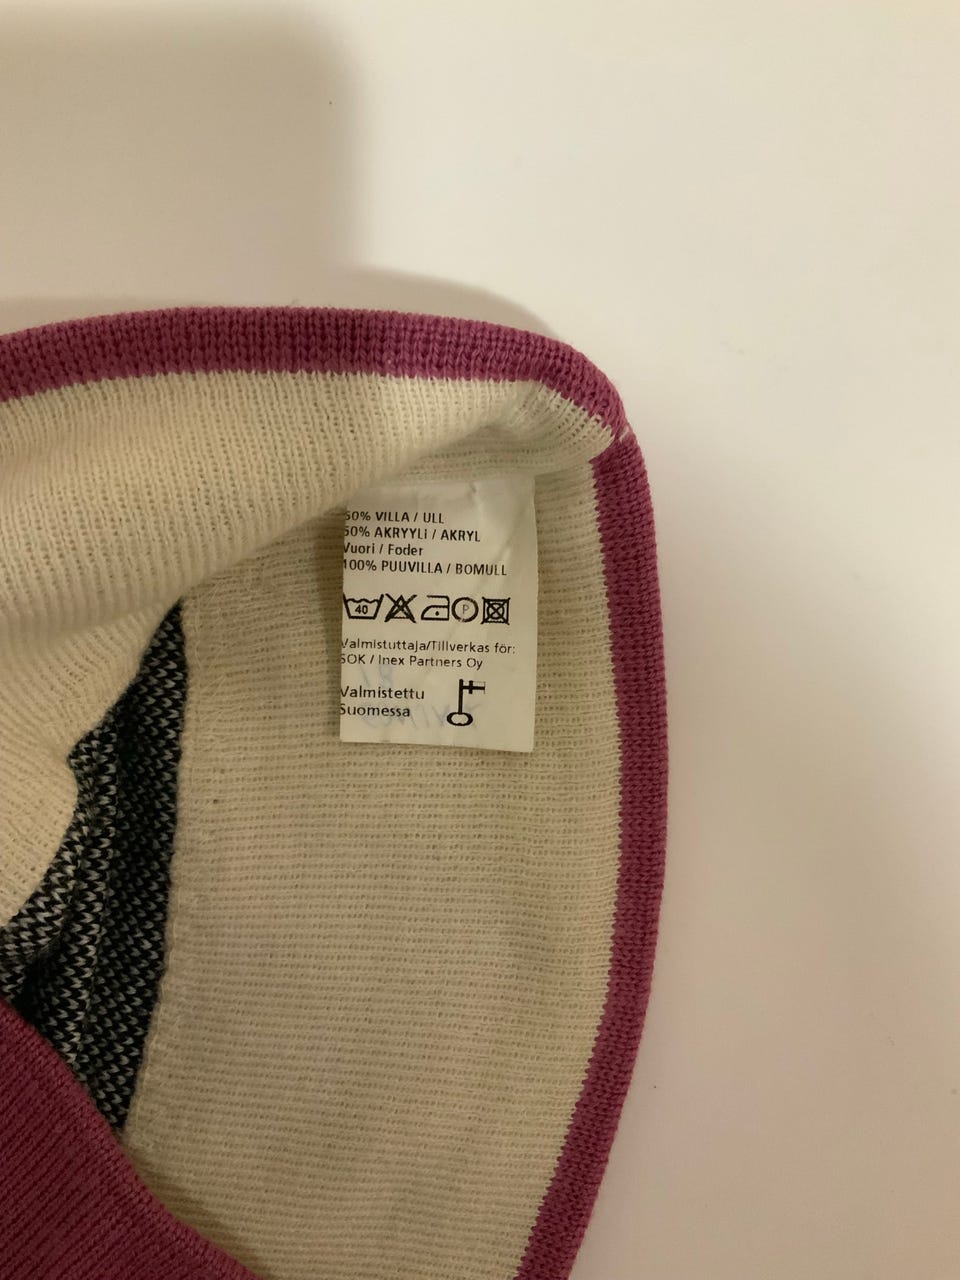 50% VILLA / ULL
50% AKRYYLI / AKRYL
Vuori / Foder
100% PUUVILLA / BOMULL
40 P
Valmistuttaja/Tillverkas för:
SOK / Inex Partners Oy
Valmistettu
Suomessa